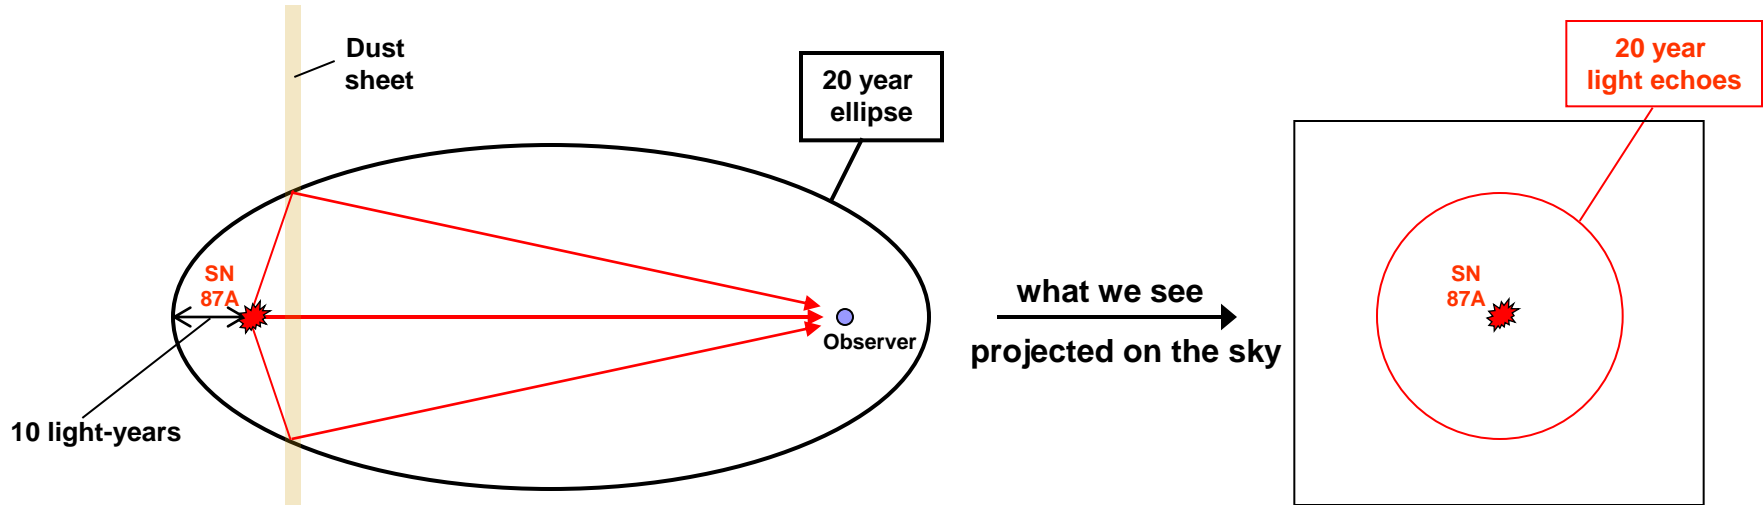 Dust
sheet
20 year
ellipse
SN
87A
Observer
10 light-years
what we see
projected on the sky
20 year
light echoes
SN
87A